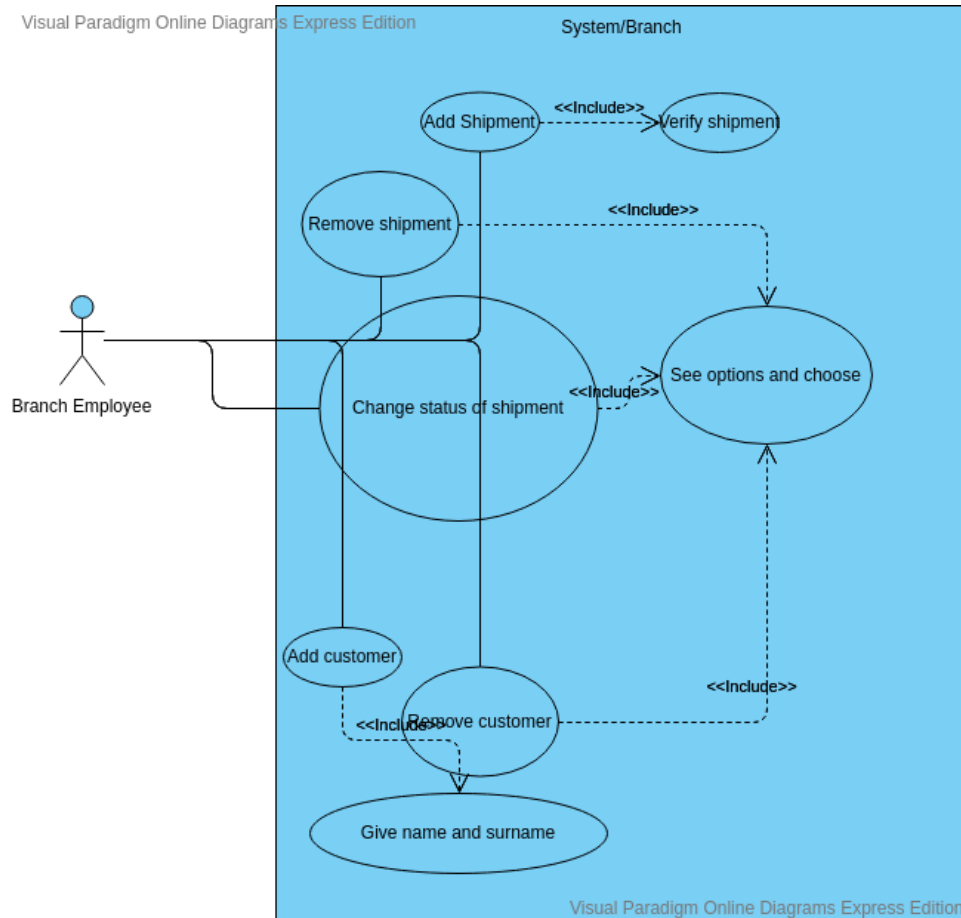 Visual Paradigm Online Diagrams Express Edition
System/Branch
Add Shipment
<<Include>>
Verify shipment
Remove shipment
<<Include>>
See options and choose
<<Include>>
Change status of shipment
Branch Employee
Add customer
<<Include>>
Remove customer
<<Include>>
Give name and surname
Visual Paradigm Online Diagrams Express Edition